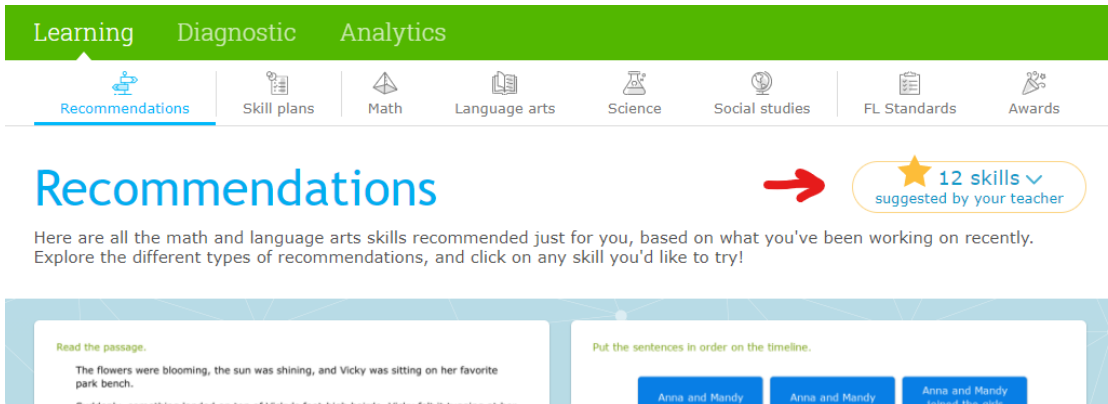 Learning Diagnostic Analytics
Recommendations Skill plans Math Language arts Science Social studies FL Standards Awards
Recommendations
12 skills
suggested by your teacher
Here are all the math and language arts skills recommended just for you, based on what you've been working on recently.
Explore the different types of recommendations, and click on any skill you'd like to try!
Read the passage.
The flowers were blooming, the sun was shining, and Vicky was sitting on her favorite
park bench.
Put the sentences in order on the timeline.
Anna and Mandy
Anna and Mandy
Anna and Mandy
joined the girls